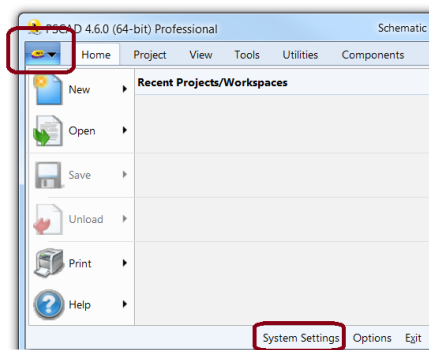 PSCAD 4.6.0 (64-bit) Professional Schematic
Home Project View Tools Utilities Components
New Recent Projects/Workspaces
Open
Save
Unload
Print
Help
System Settings Options Exit